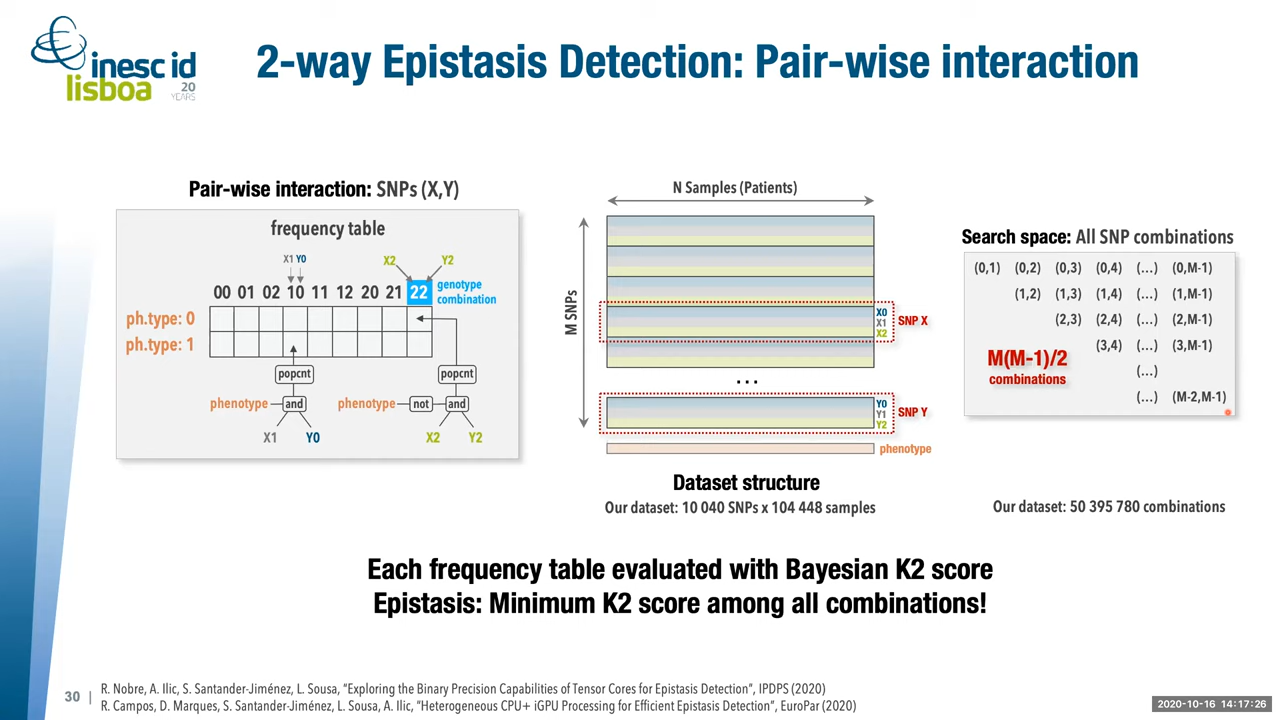 inesc id
lisboa
20
YEARS
2-way Epistasis Detection: Pair-wise interaction
Pair-wise interaction: SNPs (X,Y)
frequency table
X1 Y0
X2
Y2
00 01 02 10 11 12 20 21 22
genotype
combination
ph.type: 0
ph.type: 1
popcnt
popcnt
phenotype
and
phenotype
not
and
X1
Y0
X2
Y2
N Samples (Patients)
M SNPs
X0
X1
X2
SNP X
...
Y0
Y1
Y2
SNP Y
phenotype
Dataset structure
Our dataset: 10 040 SNPs x 104 448 samples
Search space: All SNP combinations
(0,1) (0,2) (0,3) (0,4) (...) (0,M-1)
(1,2) (1,3) (1,4) (...) (1,M-1)
(2,3) (2,4) (...) (2,M-1)
(3,4) (...) (3,M-1)
(...)
(...) (M-2,M-1)
M(M-1)/2
combinations
Our dataset: 50 395 780 combinations
Each frequency table evaluated with Bayesian K2 score
Epistasis: Minimum K2 score among all combinations!
30 |
R. Nobre, A. Ilic, S. Santander-Jiménez, L. Sousa, "Exploring the Binary Precision Capabilities of Tensor Cores for Epistasis Detection", IPDPS (2020)
R. Campos, D. Marques, S. Santander-Jiménez, L. Sousa, A. Ilic, "Heterogeneous CPU+ iGPU Processing for Efficient Epistasis Detection", EuroPar (2020)
2020-10-16 14:17:26